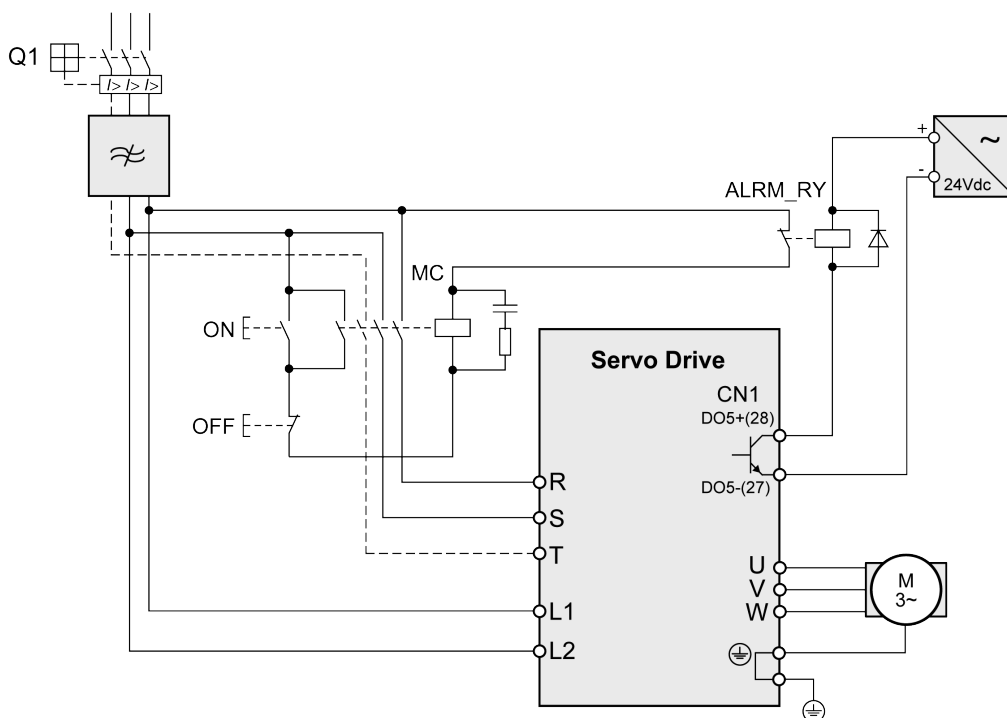 Q1
I> I> I>
+
~
-
24Vdc
ALRM_RY
MC
ON
OFF
Servo Drive
CN1
DO5+(28)
DO5-(27)
R
S
T
L1
L2
U
V
W
M
3~